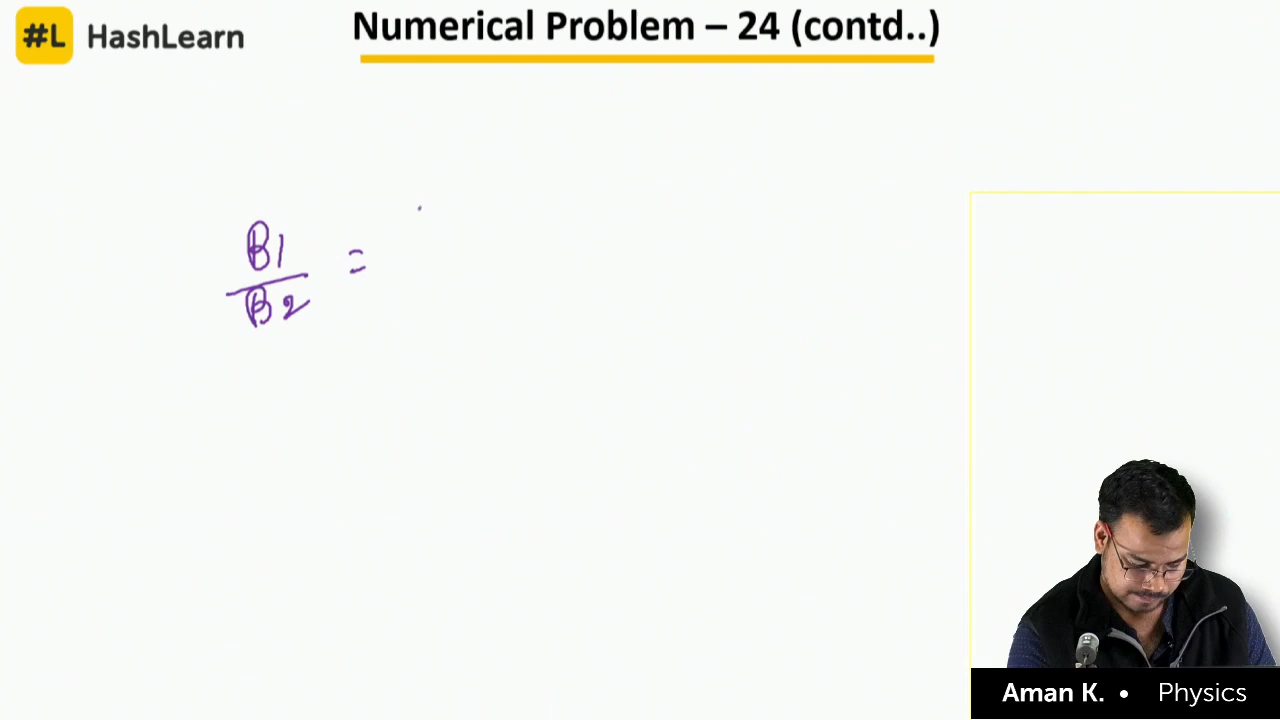 #L HashLearn
Numerical Problem – 24 (contd..)
B1
=
B2
Aman K. • Physics